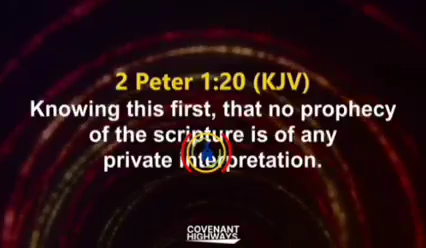 2 Peter 1:20 (KJV)
Knowing this first, that no prophecy
of the scripture is of any
private interpretation.
COVENANT
HIGHWAYS